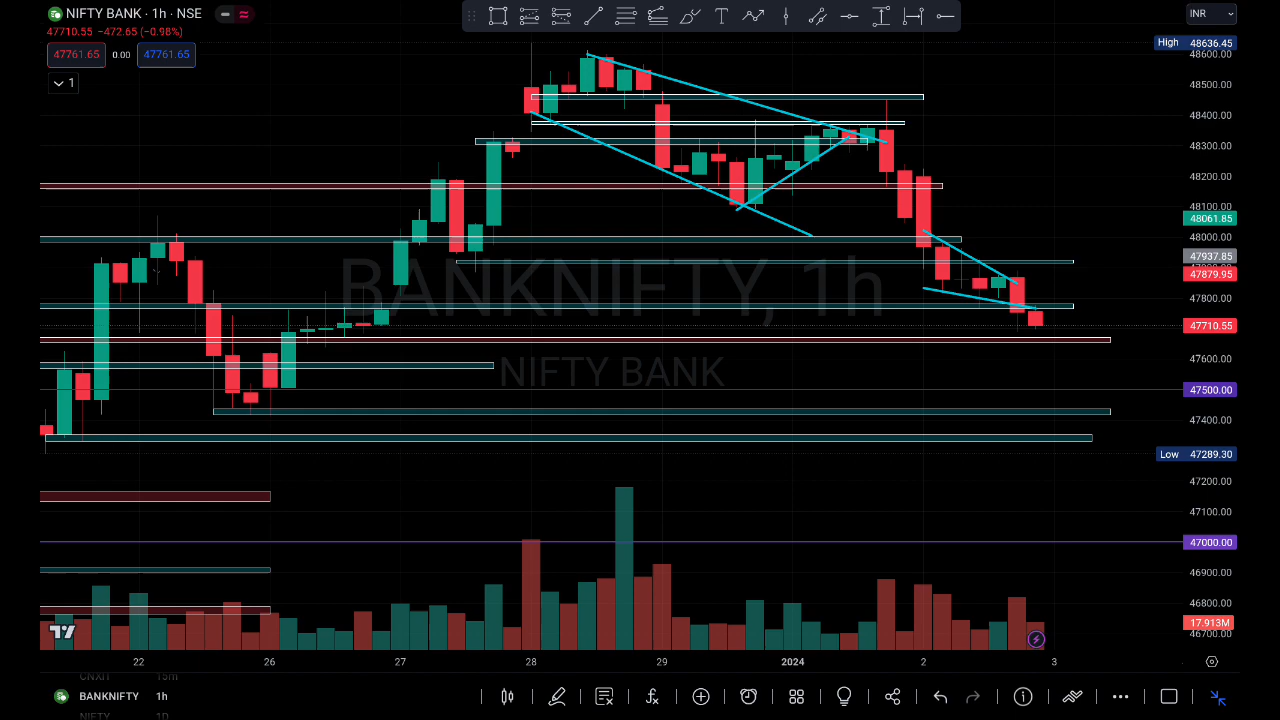 NIFTY BANK · 1h · NSE
47710.55 −472.65 (−0.98%)
47761.65 0.00 47761.65
1
INR
High 48636.45
48600.00
48500.00
48400.00
48300.00
48200.00
48100.00
48061.85
48000.00
47937.85
47879.95
47800.00
47710.55
47600.00
47500.00
47400.00
Low 47289.30
47200.00
47100.00
47000.00
46900.00
46800.00
17.913M
46700.00
BANKNIFTY, 1h
NIFTY BANK
22 26 27 28 29 2024 2 3
CNXIT 15m
BANKNIFTY 1h
NIFTY 1D